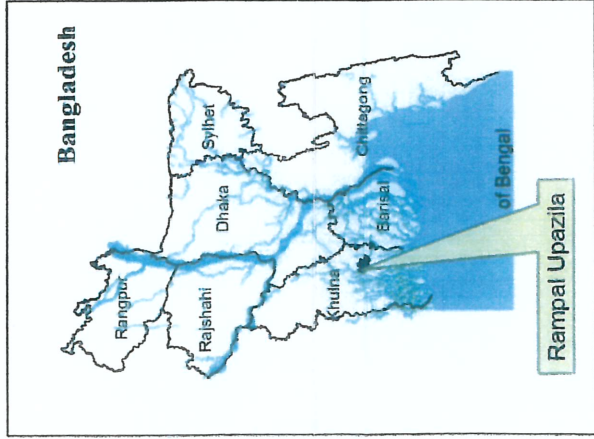 Bangladesh
Rangpur
Sylhet
Rajshahi
Dhaka
Khulna
Barisal
Chittagong
of Bengal
Rampal Upazila